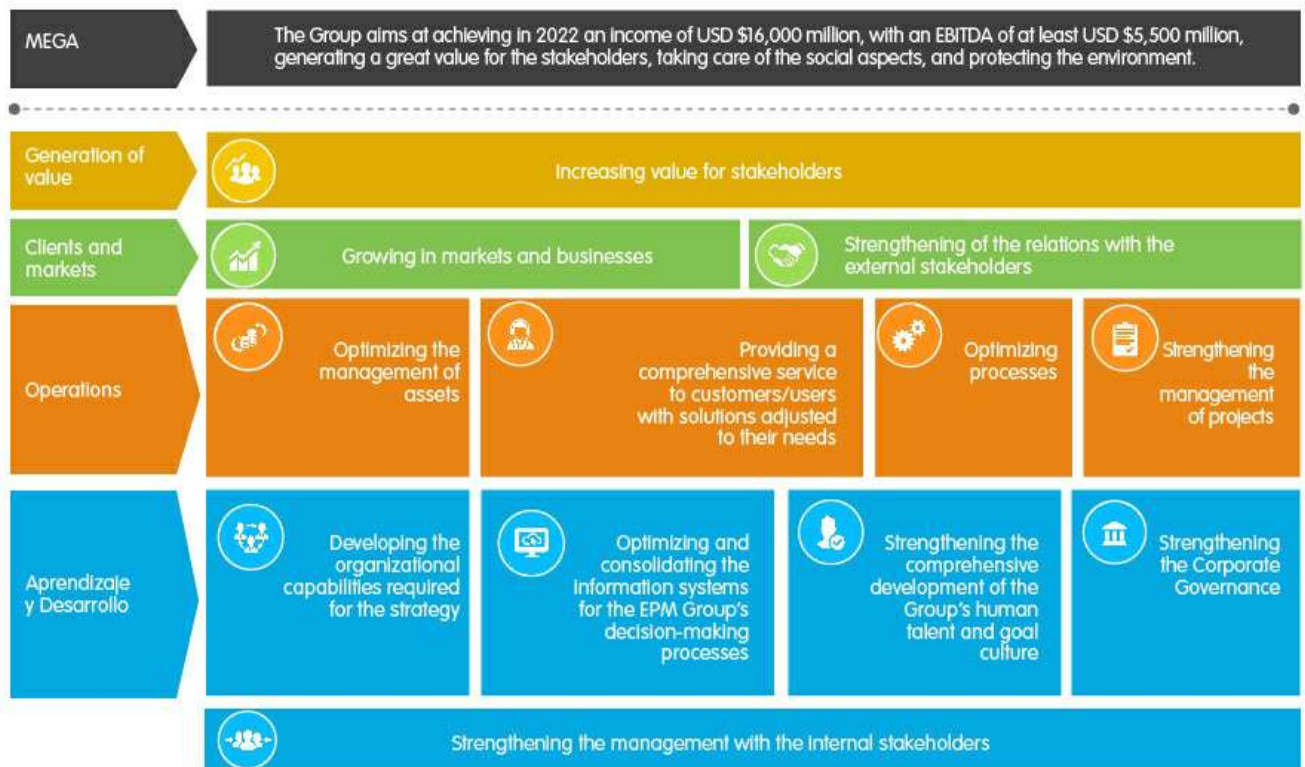 MEGA
The Group aims at achieving in 2022 an income of USD $16,000 million, with an EBITDA of at least USD $5,500 million,
generating a great value for the stakeholders, taking care of the social aspects, and protecting the environment.
Generation of
value
Increasing value for stakeholders
Clients and
markets
Growing in markets and businesses
Strengthening of the relations with the
external stakeholders
Operations
Optimizing the
management of
assets
Providing a
comprehensive service
to customers/users
with solutions adjusted
to their needs
Optimizing
processes
Strengthening
the
management
of projects
Aprendizaje
y Desarrollo
Developing the
organizational
capabilities required
for the strategy
Optimizing and
consolidating the
information systems
for the EPM Group's
decision-making
processes
Strengthening the
comprehensive
development of the
Group's human
talent and goal
culture
Strengthening
the Corporate
Governance
Strengthening the management with the internal stakeholders